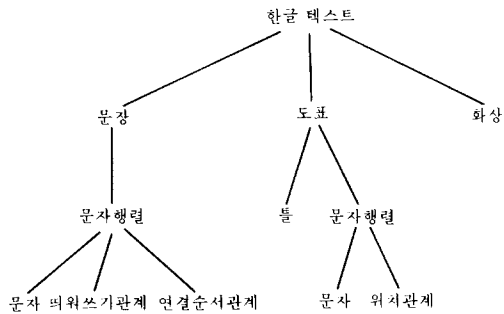 한글 텍스트
문장 도표 화상
문자행렬 틀 문자행렬
문자 띄워쓰기관계 연결순서관계 문자 위치관계